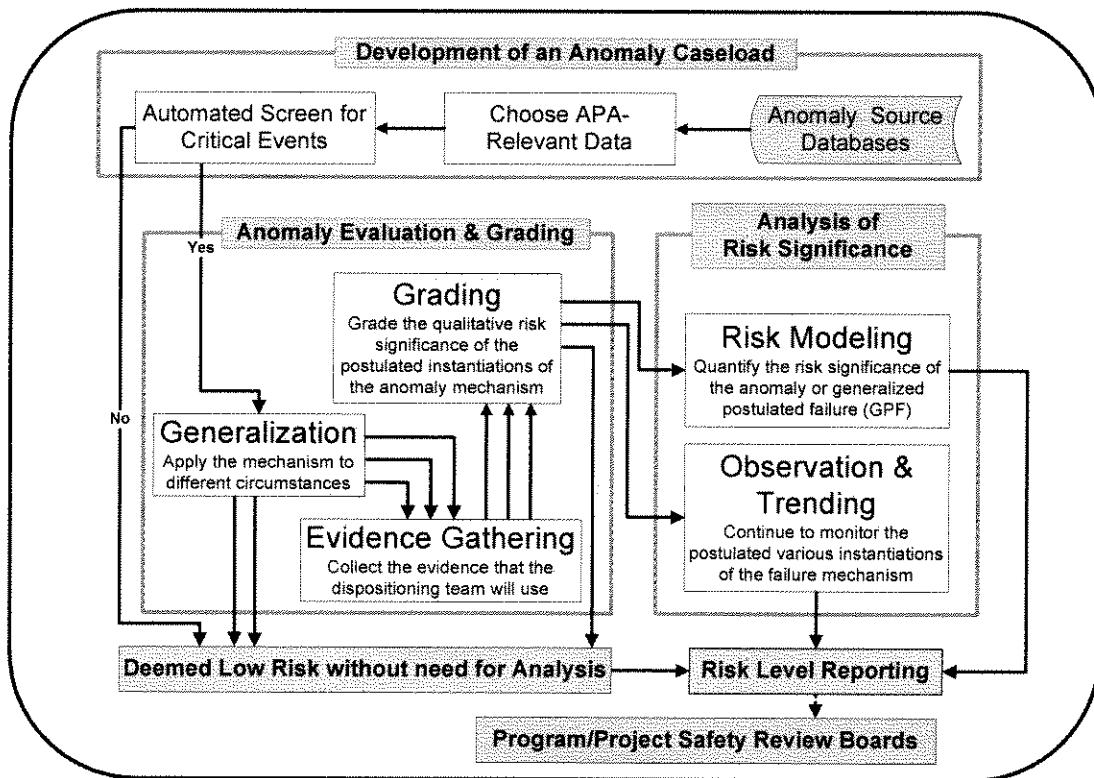 Development of an Anomaly Caseload
Automated Screen for
Critical Events
Choose APA-
Relevant Data
Anomaly Source
Databases
Anomaly Evaluation & Grading
Analysis of
Risk Significance
Yes
No
Grading
Grade the qualitative risk
significance of the
postulated instantiations of
the anomaly mechanism
Risk Modeling
Quantify the risk significance of
the anomaly or generalized
postulated failure (GPF)
Generalization
Apply the mechanism to
different circumstances
Observation &
Trending
Continue to monitor the
postulated various instantiations
of the failure mechanism
Evidence Gathering
Collect the evidence that the
dispositioning team will use
Deemed Low Risk without need for Analysis
Risk Level Reporting
Program/Project Safety Review Boards